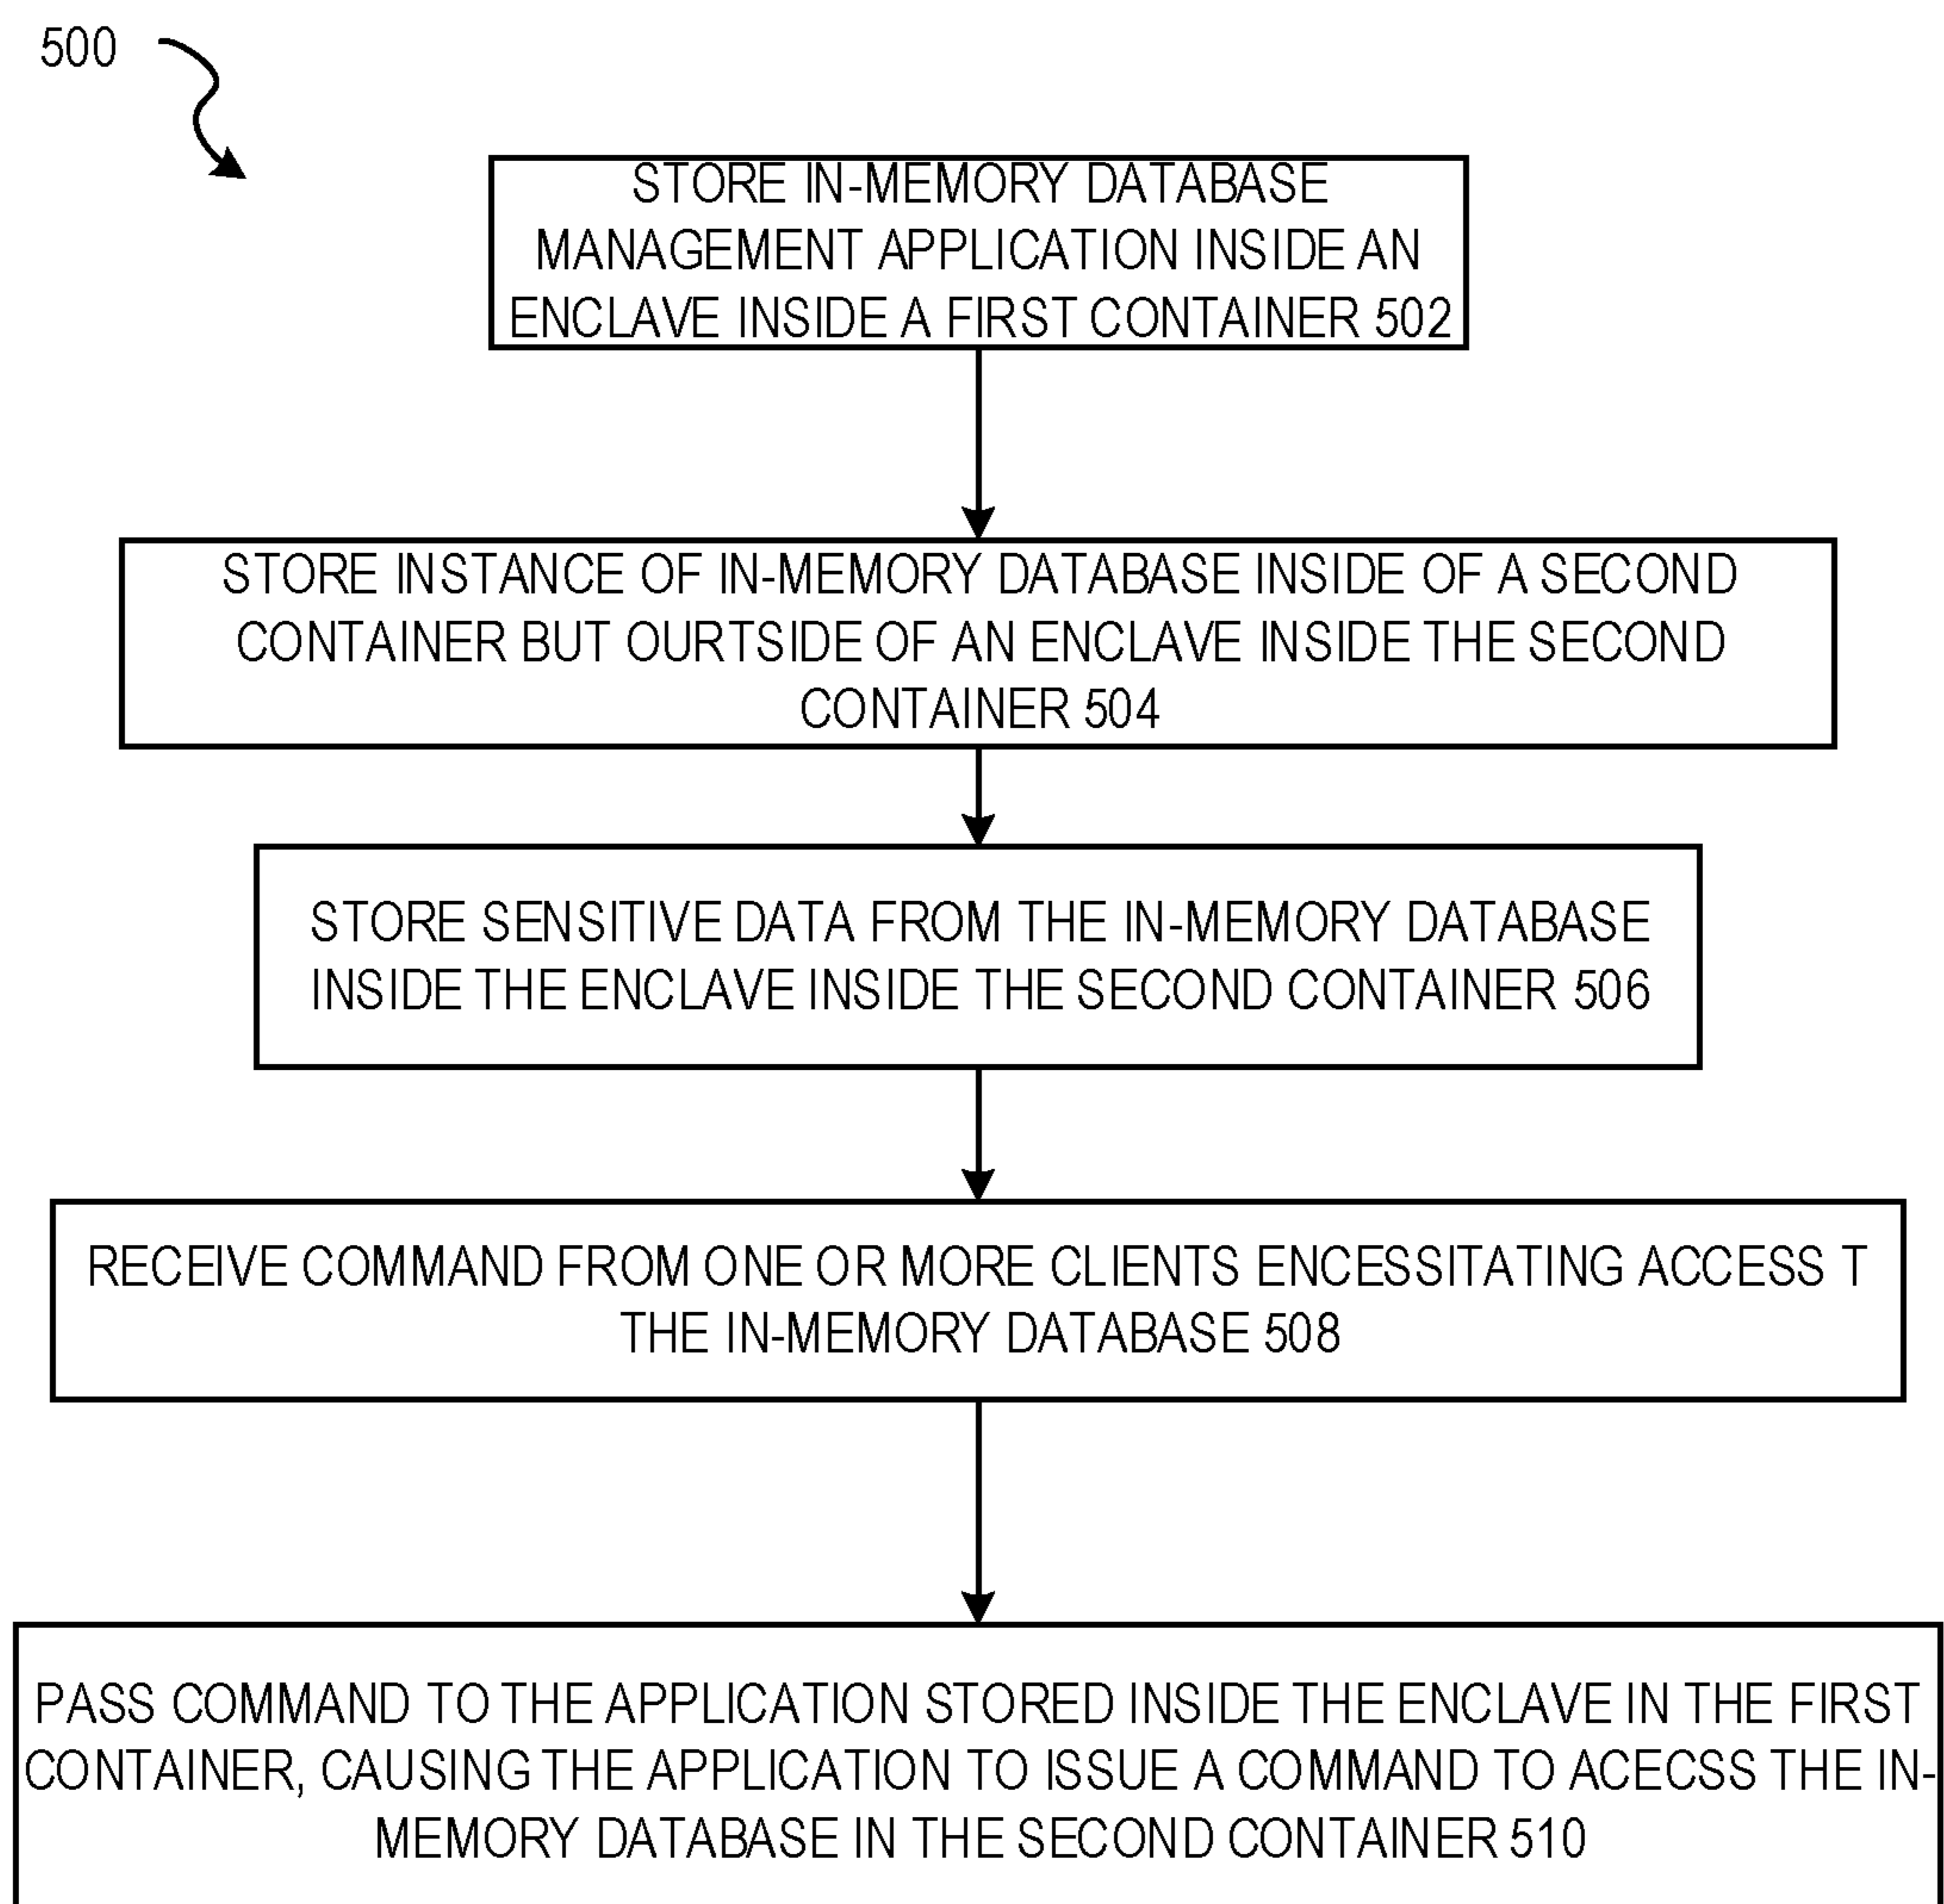 500
STORE IN-MEMORY DATABASE
MANAGEMENT APPLICATION INSIDE AN
ENCLAVE INSIDE A FIRST CONTAINER 502
STORE INSTANCE OF IN-MEMORY DATABASE INSIDE OF A SECOND
CONTAINER BUT OURTSIDE OF AN ENCLAVE INSIDE THE SECOND
CONTAINER 504
STORE SENSITIVE DATA FROM THE IN-MEMORY DATABASE
INSIDE THE ENCLAVE INSIDE THE SECOND CONTAINER 506
RECEIVE COMMAND FROM ONE OR MORE CLIENTS ENCESSITATING ACCESS T
THE IN-MEMORY DATABASE 508
PASS COMMAND TO THE APPLICATION STORED INSIDE THE ENCLAVE IN THE FIRST
CONTAINER, CAUSING THE APPLICATION TO ISSUE A COMMAND TO ACECSS THE IN-
MEMORY DATABASE IN THE SECOND CONTAINER 510